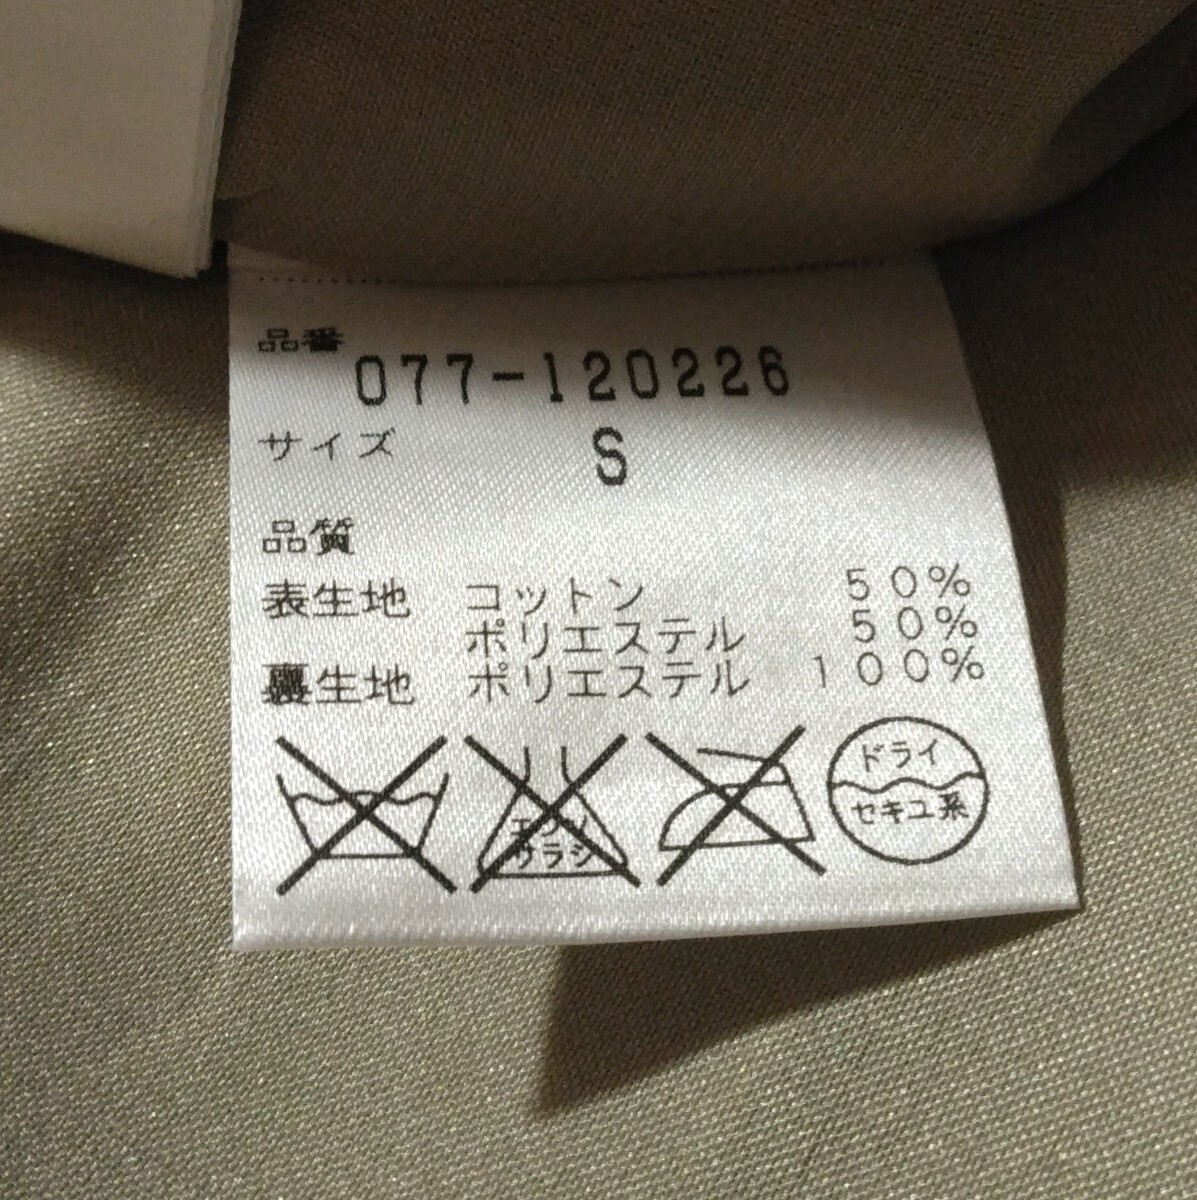 品番
077-120226
サイズ S
品質
表生地 コットン 50%
ポリエステル 50%
裏生地 ポリエステル 100%
エンソ
サラシ
ドライ
セキユ系